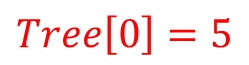 Tree[0] = 5